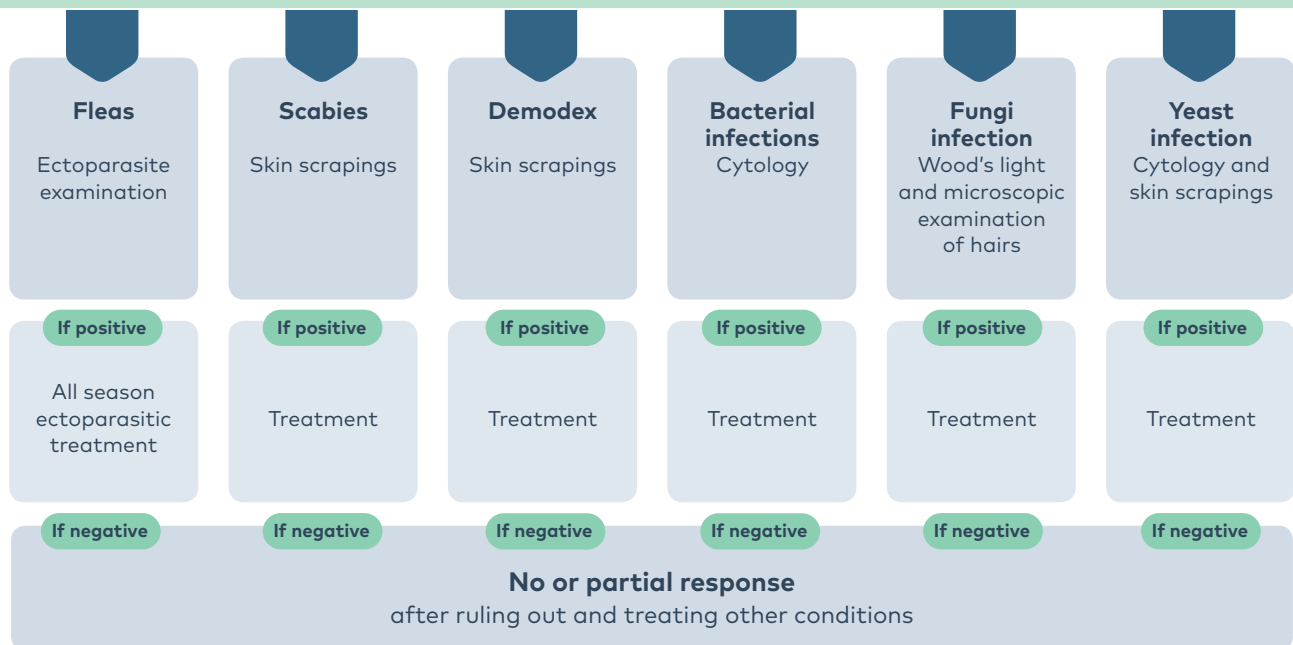 Fleas
Ectoparasite
examination
Scabies
Skin scrapings
Demodex
Skin scrapings
Bacterial
infections
Cytology
Fungi
infection
Wood's light
and microscopic
examination
of hairs
Yeast
infection
Cytology and
skin scrapings
If positive
All season
ectoparasitic
treatment
If positive
Treatment
If positive
Treatment
If positive
Treatment
If positive
Treatment
If positive
Treatment
If negative
If negative
If negative
If negative
If negative
If negative
No or partial response
after ruling out and treating other conditions